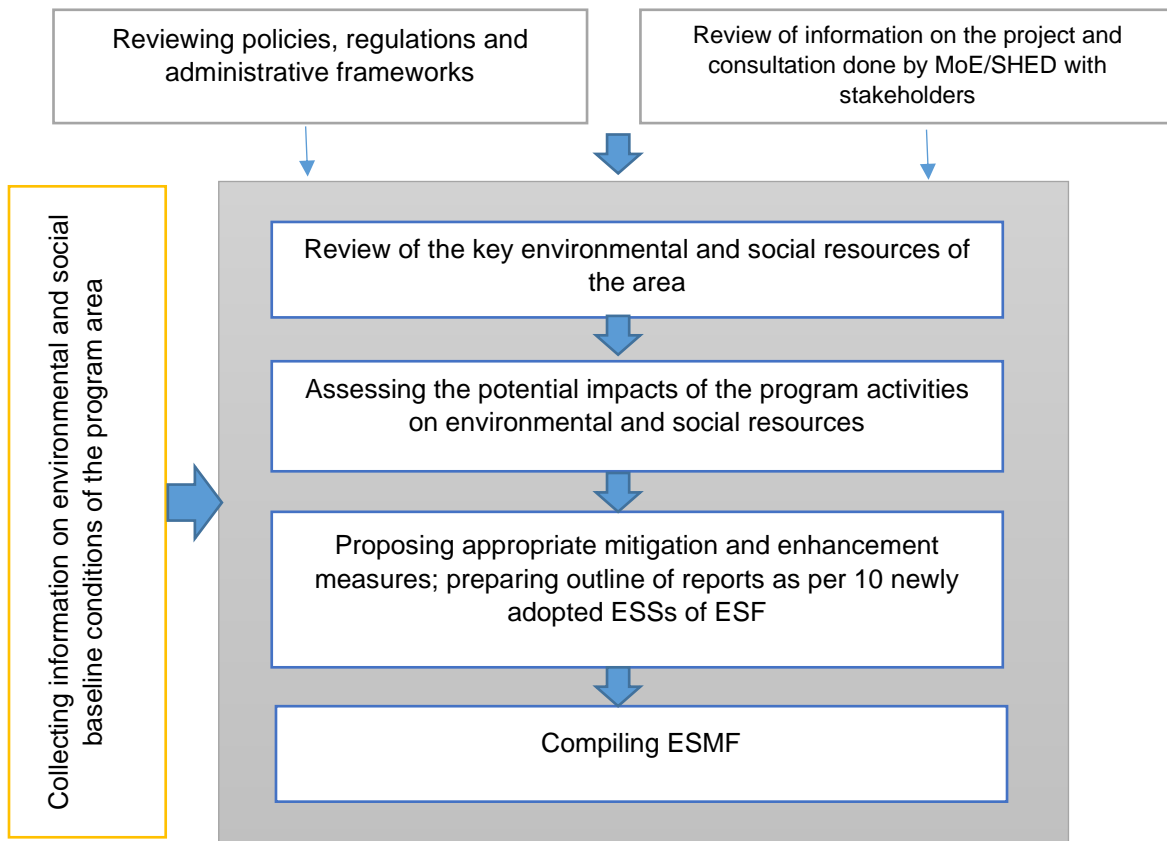 Reviewing policies, regulations and
administrative frameworks
Review of information on the project and
consultation done by MoE/SHED with
stakeholders
Collecting information on environmental and social
baseline conditions of the program area
Review of the key environmental and social resources of
the area
Assessing the potential impacts of the program activities
on environmental and social resources
Proposing appropriate mitigation and enhancement
measures; preparing outline of reports as per 10 newly
adopted ESSs of ESF
Compiling ESMF